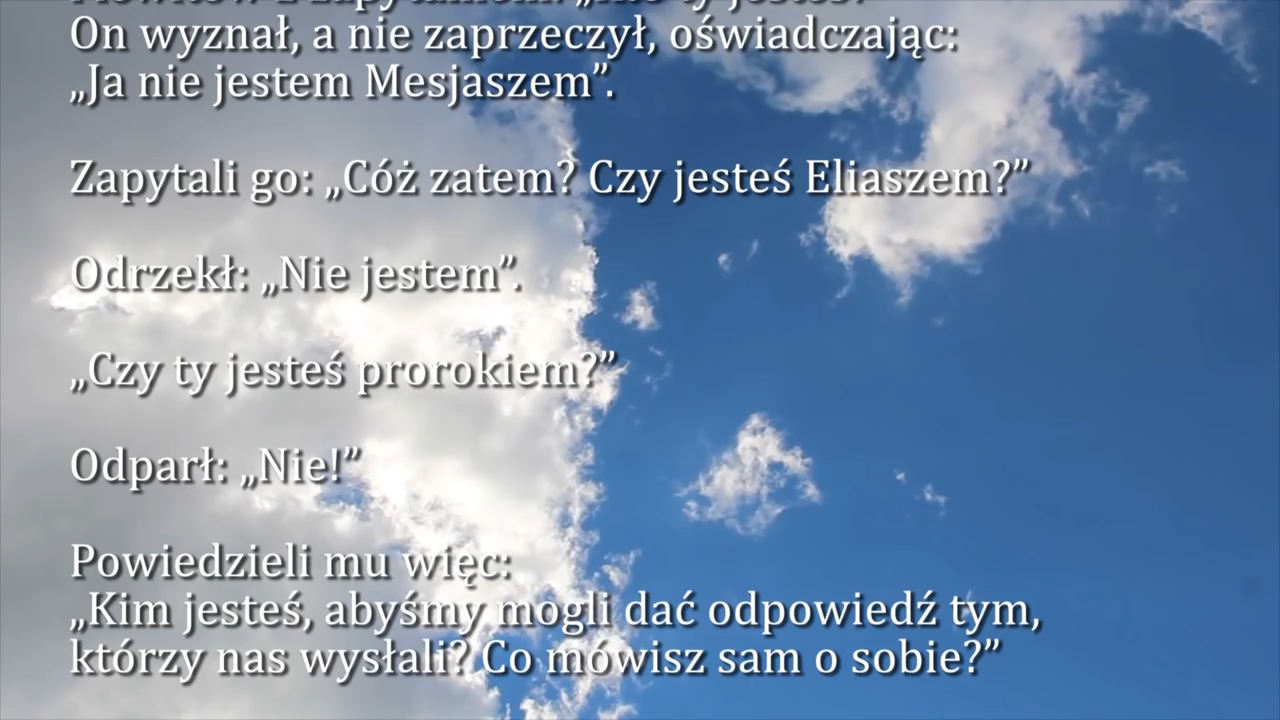 On wyznał, a nie zaprzeczył, oświadczając:
„Ja nie jestem Mesjaszem”.
Zapytali go: „Cóż zatem? Czy jesteś Eliaszem?”
Odrzekł: „Nie jestem”.
„Czy ty jesteś prorokiem?”
Odparł: „Nie!”
Powiedzieli mu więc:
„Kim jesteś, abyśmy mogli dać odpowiedź tym,
którzy nas wysłali? Co mówisz sam o sobie?”